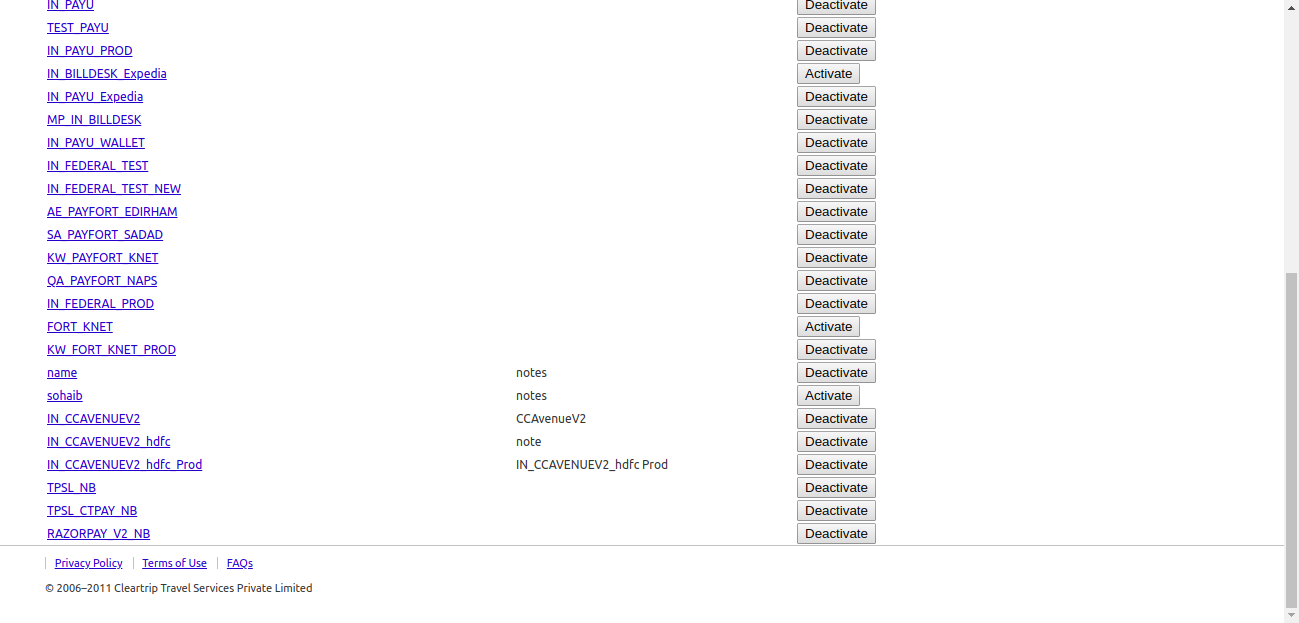 IN_PAYU Deactivate
TEST_PAYU Deactivate
IN_PAYU_PROD Deactivate
IN_BILLDESK_Expedia Activate
IN_PAYU_Expedia Deactivate
MP_IN_BILLDESK Deactivate
IN_PAYU_WALLET Deactivate
IN_FEDERAL_TEST Deactivate
IN_FEDERAL_TEST_NEW Deactivate
AE_PAYFORT_EDIRHAM Deactivate
SA_PAYFORT_SADAD Deactivate
KW_PAYFORT_KNET Deactivate
QA_PAYFORT_NAPS Deactivate
IN_FEDERAL_PROD Deactivate
FORT_KNET Activate
KW_FORT_KNET_PROD Deactivate
name notes Deactivate
sohaib notes Activate
IN_CCAVENUEV2 CCAvenueV2 Deactivate
IN_CCAVENUEV2_hdfc note Deactivate
IN_CCAVENUEV2_hdfc_Prod IN_CCAVENUEV2_hdfc Prod Deactivate
TPSL_NB Deactivate
TPSL_CTPAY_NB Deactivate
RAZORPAY_V2_NB Deactivate
Privacy Policy Terms of Use FAQs
© 2006–2011 Cleartrip Travel Services Private Limited